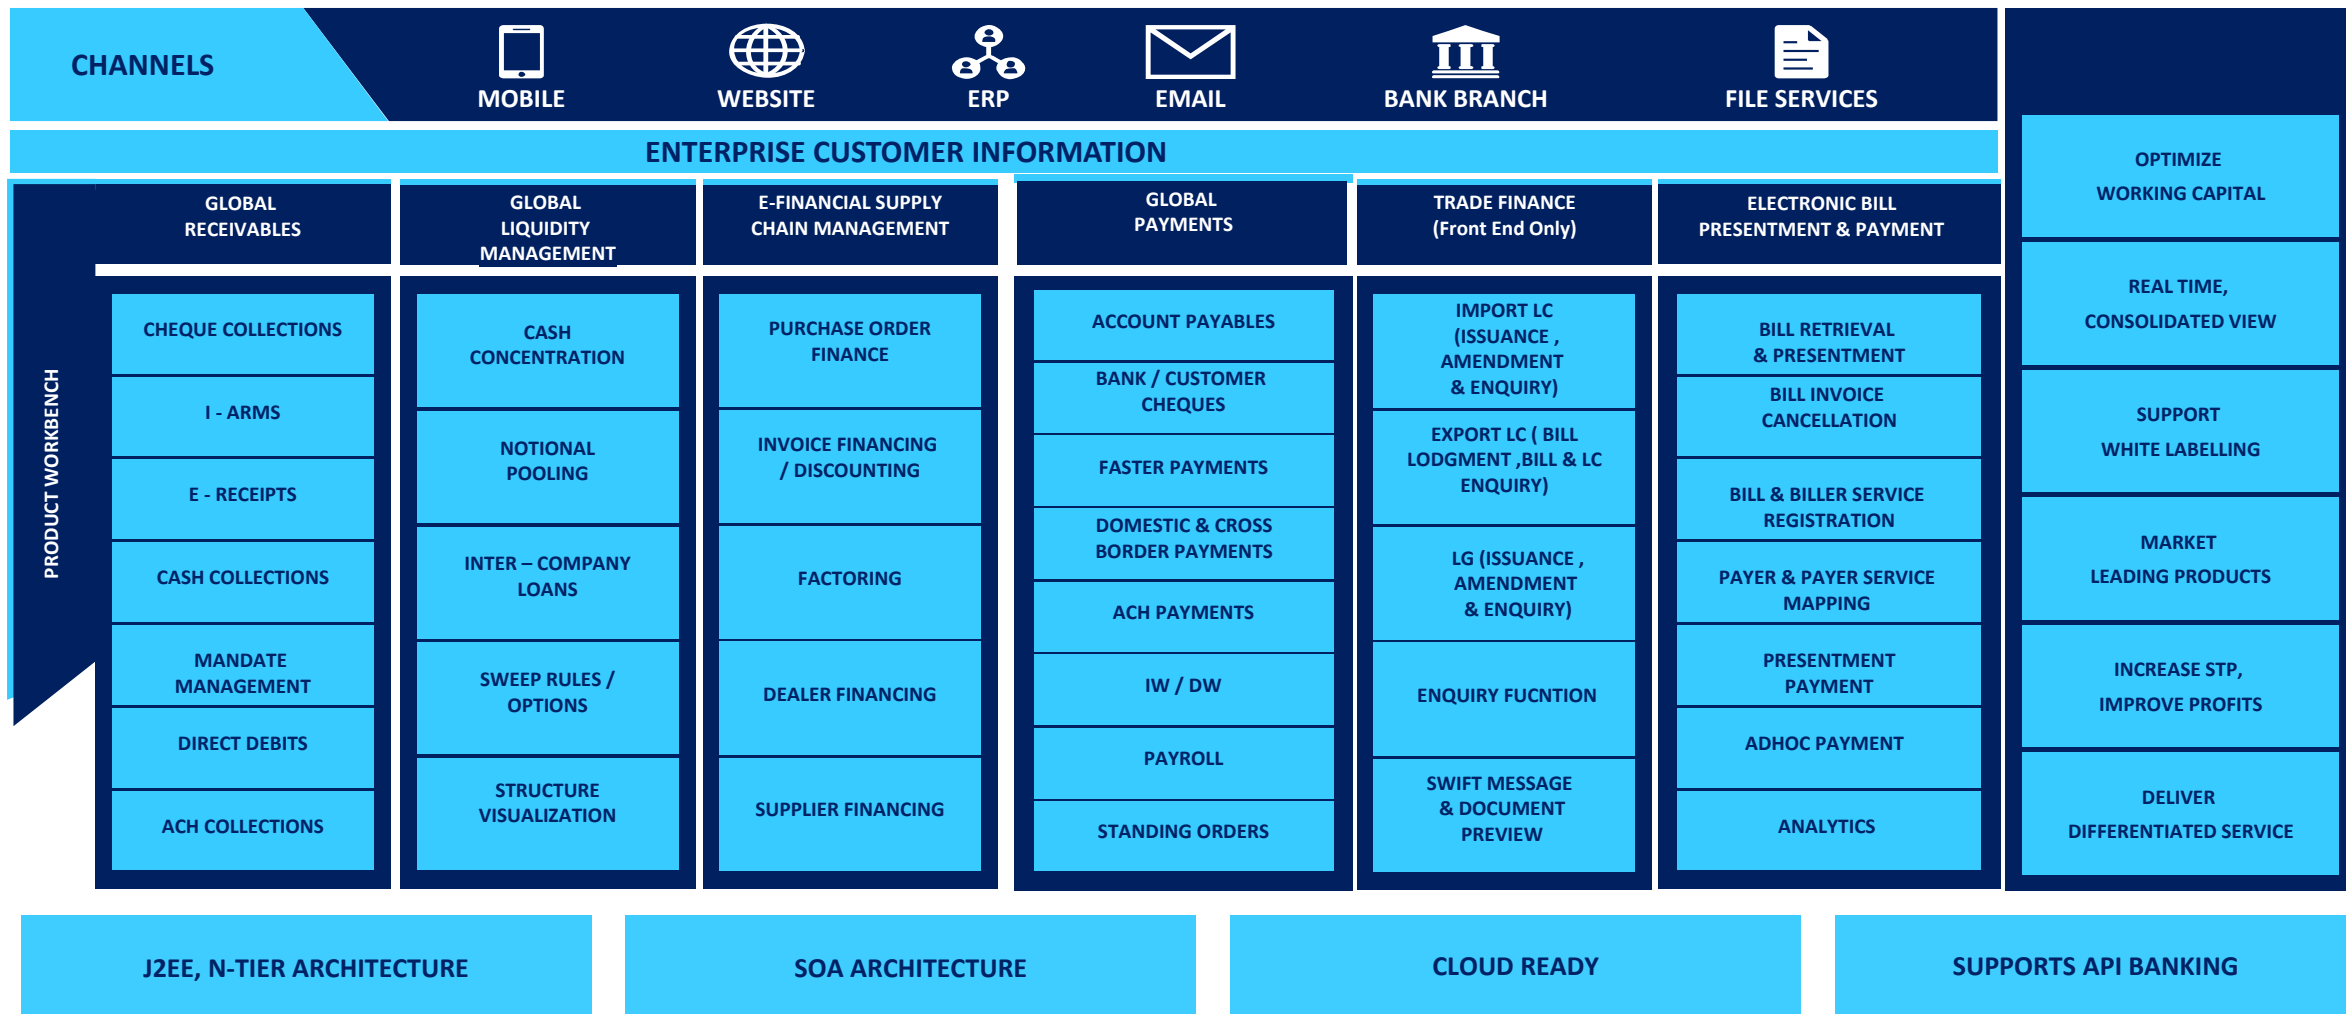 CHANNELS
MOBILE
WEBSITE
ERP
EMAIL
BANK BRANCH
FILE SERVICES
ENTERPRISE CUSTOMER INFORMATION
PRODUCT WORKBENCH
GLOBAL
RECEIVABLES
CHEQUE COLLECTIONS
I - ARMS
E - RECEIPTS
CASH COLLECTIONS
MANDATE
MANAGEMENT
DIRECT DEBITS
ACH COLLECTIONS
GLOBAL
LIQUIDITY
MANAGEMENT
CASH
CONCENTRATION
NOTIONAL
POOLING
INTER – COMPANY
LOANS
SWEEP RULES /
OPTIONS
STRUCTURE
VISUALIZATION
E-FINANCIAL SUPPLY
CHAIN MANAGEMENT
PURCHASE ORDER
FINANCE
INVOICE FINANCING
/ DISCOUNTING
FACTORING
DEALER FINANCING
SUPPLIER FINANCING
GLOBAL
PAYMENTS
ACCOUNT PAYABLES
BANK / CUSTOMER
CHEQUES
FASTER PAYMENTS
DOMESTIC & CROSS
BORDER PAYMENTS
ACH PAYMENTS
IW / DW
PAYROLL
STANDING ORDERS
TRADE FINANCE
(Front End Only)
IMPORT LC
(ISSUANCE ,
AMENDMENT
& ENQUIRY)
EXPORT LC ( BILL
LODGMENT ,BILL & LC
ENQUIRY)
LG (ISSUANCE ,
AMENDMENT
& ENQUIRY)
ENQUIRY FUCNTION
SWIFT MESSAGE
& DOCUMENT
PREVIEW
ELECTRONIC BILL
PRESENTMENT & PAYMENT
BILL RETRIEVAL
& PRESENTMENT
BILL INVOICE
CANCELLATION
BILL & BILLER SERVICE
REGISTRATION
PAYER & PAYER SERVICE
MAPPING
PRESENTMENT
PAYMENT
ADHOC PAYMENT
ANALYTICS
OPTIMIZE
WORKING CAPITAL
REAL TIME,
CONSOLIDATED VIEW
SUPPORT
WHITE LABELLING
MARKET
LEADING PRODUCTS
INCREASE STP,
IMPROVE PROFITS
DELIVER
DIFFERENTIATED SERVICE
J2EE, N-TIER ARCHITECTURE
SOA ARCHITECTURE
CLOUD READY
SUPPORTS API BANKING